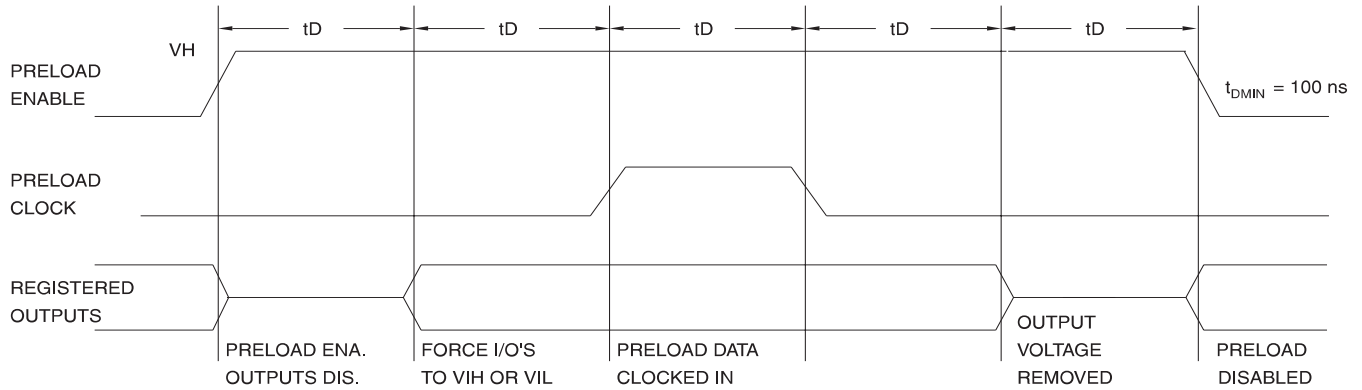 tD tD tD tD tD
VH
PRELOAD
ENABLE
t_DMIN = 100 ns
PRELOAD
CLOCK
REGISTERED
OUTPUTS
PRELOAD ENA.
OUTPUTS DIS.
FORCE I/O'S
TO VIH OR VIL
PRELOAD DATA
CLOCKED IN
OUTPUT
VOLTAGE
REMOVED
PRELOAD
DISABLED